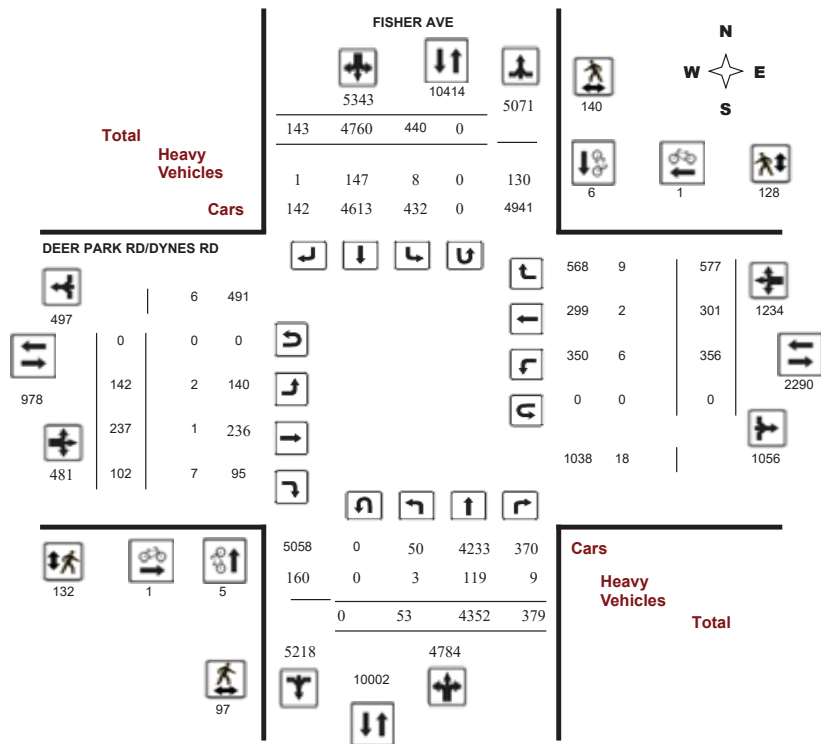 FISHER AVE
N
W E
S
5343 10414 5071
140
143 4760 440 0
Total
Heavy
Vehicles
1 147 8 0 130
6 1 128
Cars 142 4613 432 0 4941
DEER PARK RD/DYNES RD
568 9 577
6 491
497
299 2 301 1234
0 0 0
350 6 356
978 142 2 140 2290
0 0 0
237 1 236
481 102 7 95
1038 18 1056
5058 0 50 4233 370 Cars
160 0 3 119 9 Heavy
Vehicles
132 1 5
0 53 4352 379 Total
5218 4784
10002
97